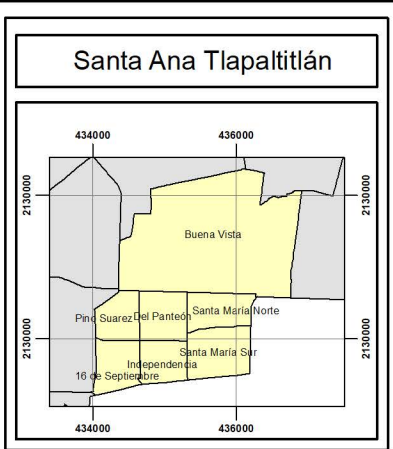 Santa Ana Tlapaltitlán
434000 436000
2130000 2130000
Buena Vista
Pino Suarez Del Panteón Santa María Norte
2130000 2130000
Santa María Sur
Independencia
16 de Septiembre
434000 436000